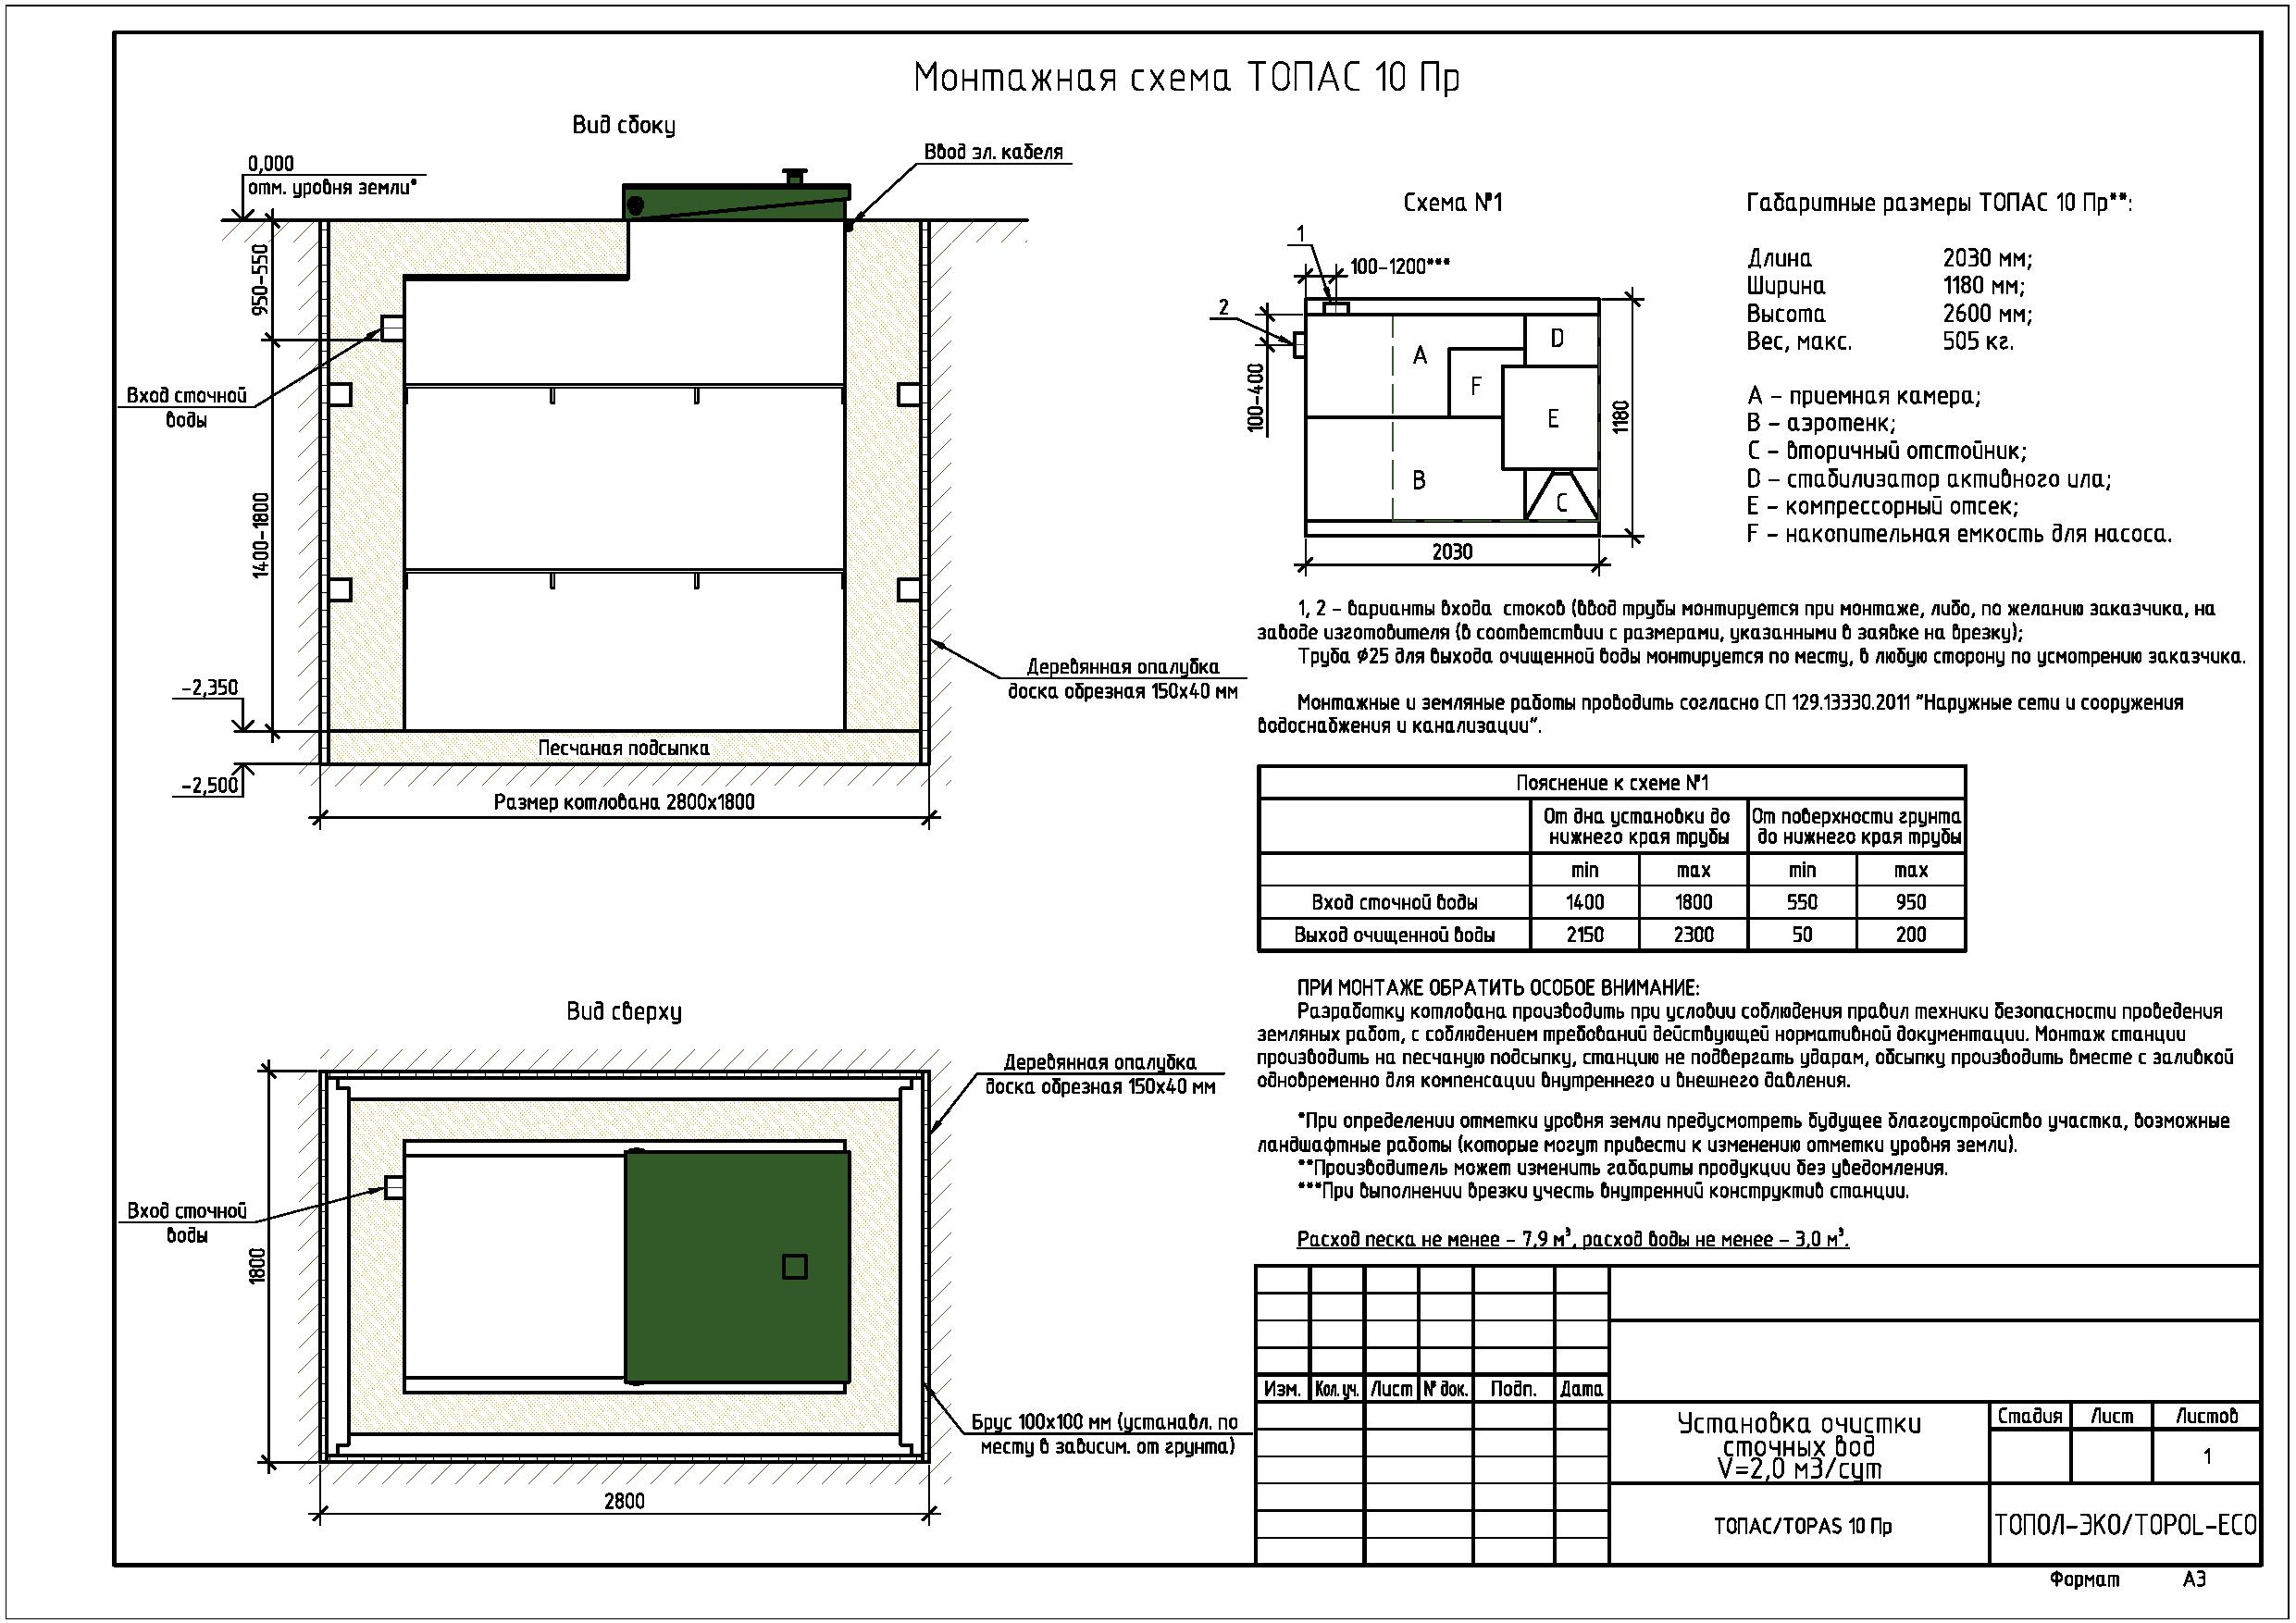 Монтажная схема ТОПАС 10 Пр
Вид сбоку
0,000
отм. уровня земли*
Ввод эл. кабеля
950-550
Вход сточной
воды
1400-1800
Деревянная опалубка
доска обрезная 150х40 мм
-2,350
Песчаная подсыпка
-2,500
Размер котлована 2800х1800
Схема №1
1
100-1200***
2
100-400
A
D
F
E
B
C
1180
2030
Габаритные размеры ТОПАС 10 Пр**:
Длина 2030 мм;
Ширина 1180 мм;
Высота 2600 мм;
Вес, макс. 505 кг.
A – приемная камера;
B – аэротенк;
C – вторичный отстойник;
D – стабилизатор активного ила;
E – компрессорный отсек;
F – накопительная емкость для насоса.
1, 2 – варианты входа стоков (ввод трубы монтируется при монтаже, либо, по желанию заказчика, на
заводе изготовителя (в соответствии с размерами, указанными в заявке на врезку);
Труба ⌀25 для выхода очищенной воды монтируется по месту, в любую сторону по усмотрению заказчика.
Монтажные и земляные работы проводить согласно СП 129.13330.2011 "Наружные сети и сооружения
водоснабжения и канализации".
Пояснение к схеме №1
От дна установки до
нижнего края трубы
От поверхности грунта
до нижнего края трубы
min max min max
Вход сточной воды 1400 1800 550 950
Выход очищенной воды 2150 2300 50 200
ПРИ МОНТАЖЕ ОБРАТИТЬ ОСОБОЕ ВНИМАНИЕ:
Разработку котлована производить при условии соблюдения правил техники безопасности проведения
земляных работ, с соблюдением требований действующей нормативной документации. Монтаж станции
производить на песчаную подсыпку, станцию не подвергать ударам, обсыпку производить вместе с заливкой
одновременно для компенсации внутреннего и внешнего давления.
*При определении отметки уровня земли предусмотреть будущее благоустройство участка, возможные
ландшафтные работы (которые могут привести к изменению отметки уровня земли).
**Производитель может изменить габариты продукции без уведомления.
***При выполнении врезки учесть внутренний конструктив станции.
Расход песка не менее – 7,9 м³, расход воды не менее – 3,0 м³.
Вид сверху
Деревянная опалубка
доска обрезная 150х40 мм
Вход сточной
воды
1800
Брус 100х100 мм (устанавл. по
месту в зависим. от грунта)
2800
Изм. Кол. уч. Лист № док. Подп. Дата
Установка очистки
сточных вод
V=2,0 м3/сут
Стадия Лист Листов
1
ТОПАС/TOPAS 10 Пр
ТОПОЛ-ЭКО/TOPOL-ECO
Формат А3